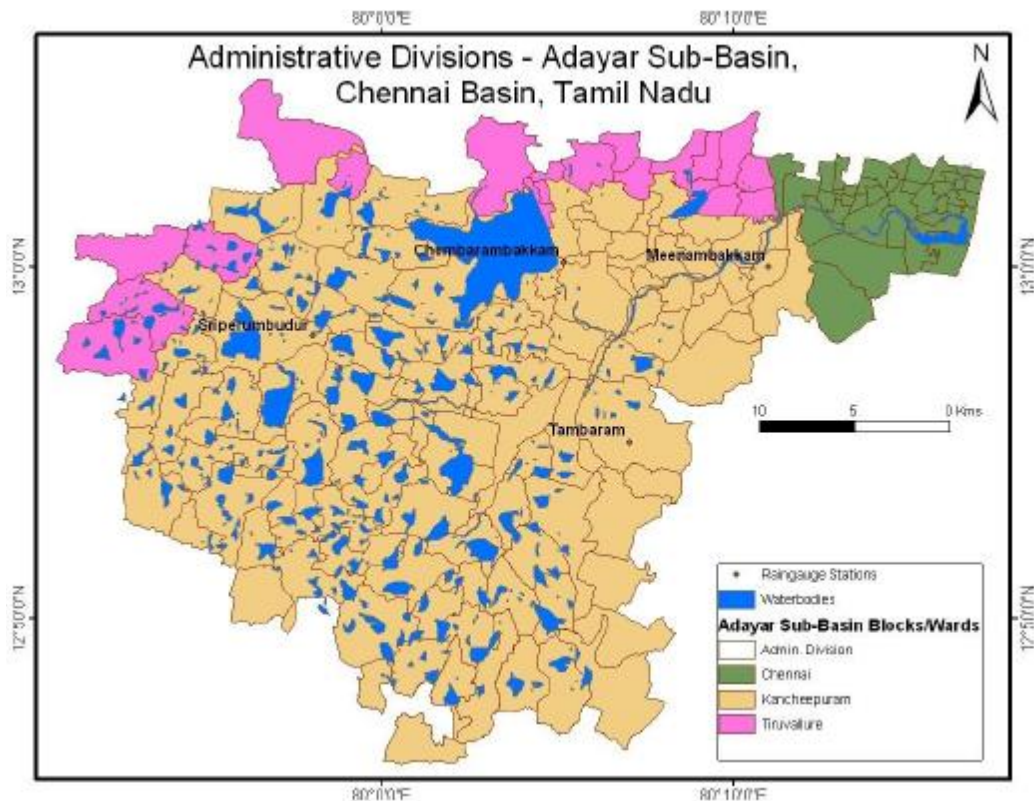 80°0'0"E
80°10'0"E
Administrative Divisions - Adayar Sub-Basin,
Chennai Basin, Tamil Nadu
N
13°0'0"N
13°0'0"N
Chembarambakkam
Meenambakkam
Sriperumbudur
10
5
0 Kms
Tambaram
Raingauge Stations
Waterbodies
Adayar Sub-Basin Blocks/Wards
Admin. Division
Chennai
Kancheepuram
Tiruvallure
12°50'0"N
12°50'0"N
80°0'0"E
80°10'0"E